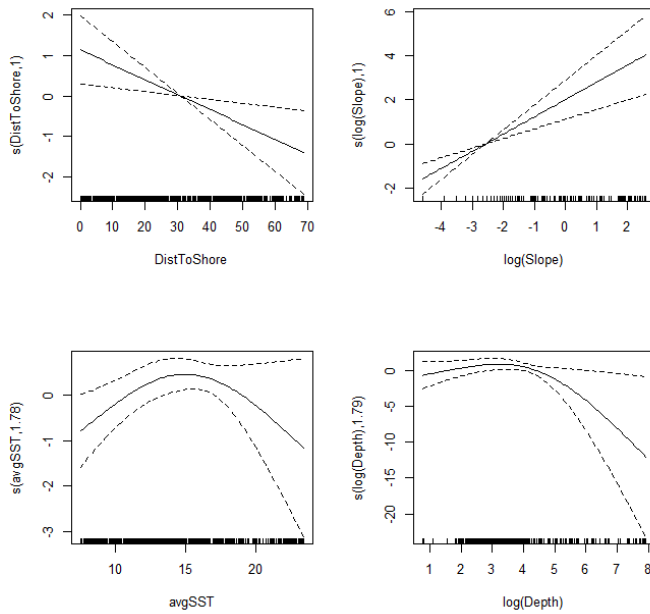 s(DistToShore,1)
2
1
0
-1
-2
0 10 20 30 40 50 60 70
DistToShore
s(log(Slope),1)
6
4
2
0
-2
-4 -3 -2 -1 0 1 2
log(Slope)
s(avgSST,1.78)
0
-1
-2
-3
10 15 20
avgSST
s(log(Depth),1.79)
0
-5
-10
-15
-20
1 2 3 4 5 6 7 8
log(Depth)